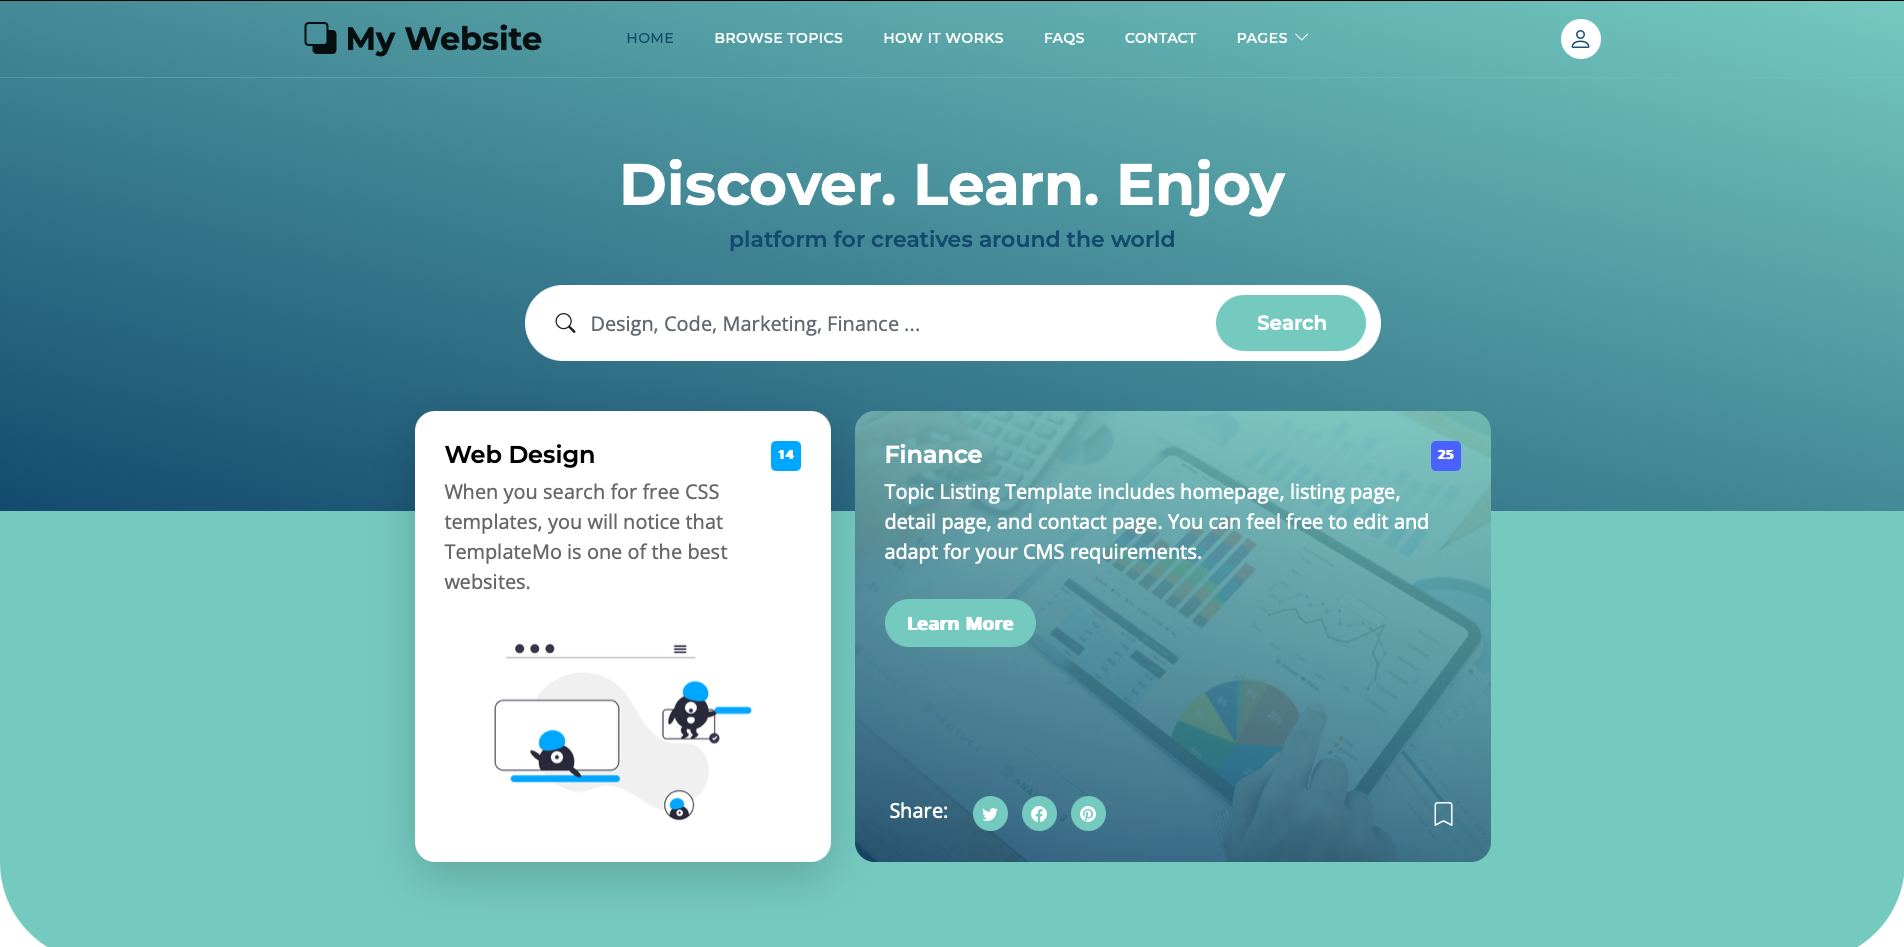 My Website
HOME
BROWSE TOPICS
HOW IT WORKS
FAQS
CONTACT
PAGES
Discover. Learn. Enjoy
platform for creatives around the world
Design, Code, Marketing, Finance ...
Search
Web Design
14
When you search for free CSS
templates, you will notice that
TemplateMo is one of the best
websites.
Finance
25
Topic Listing Template includes homepage, listing page,
detail page, and contact page. You can feel free to edit and
adapt for your CMS requirements.
Learn More
Share: